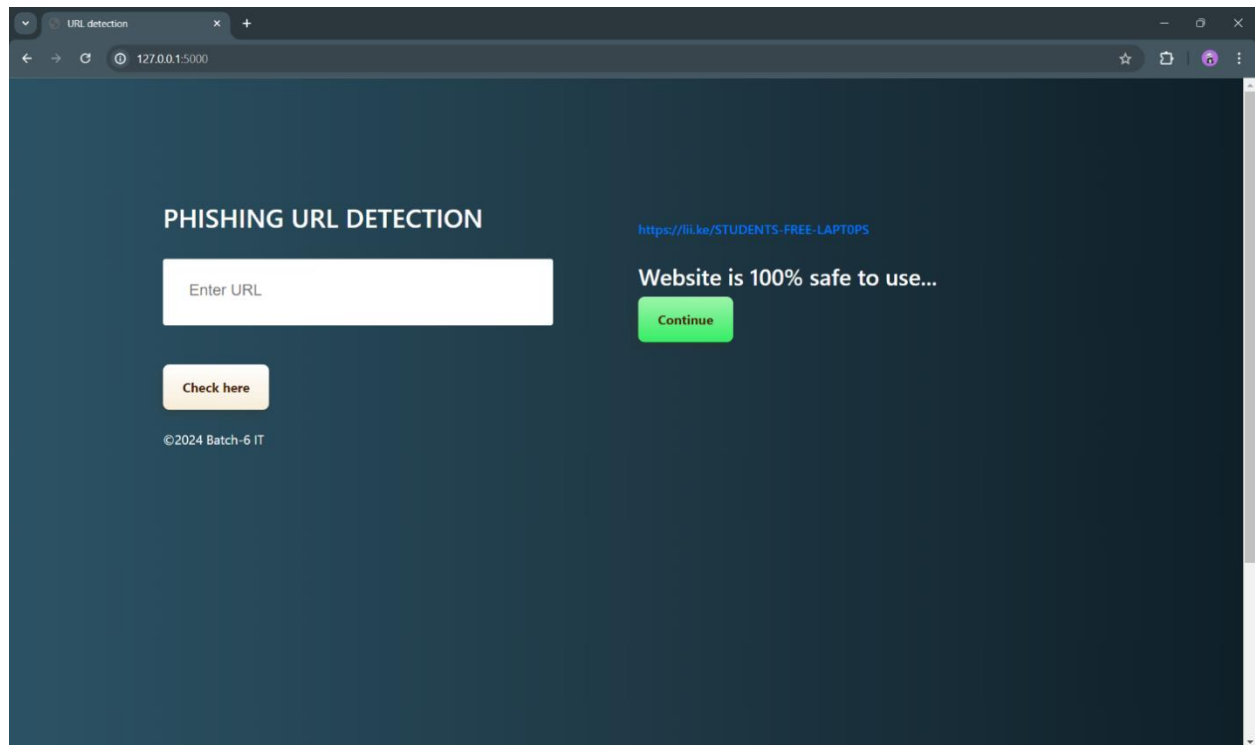 URL detection
127.0.0.1:5000
PHISHING URL DETECTION
Enter URL
Check here
©2024 Batch-6 IT
https://lii.ke/STUDENTS-FREE-LAPT0PS
Website is 100% safe to use...
Continue